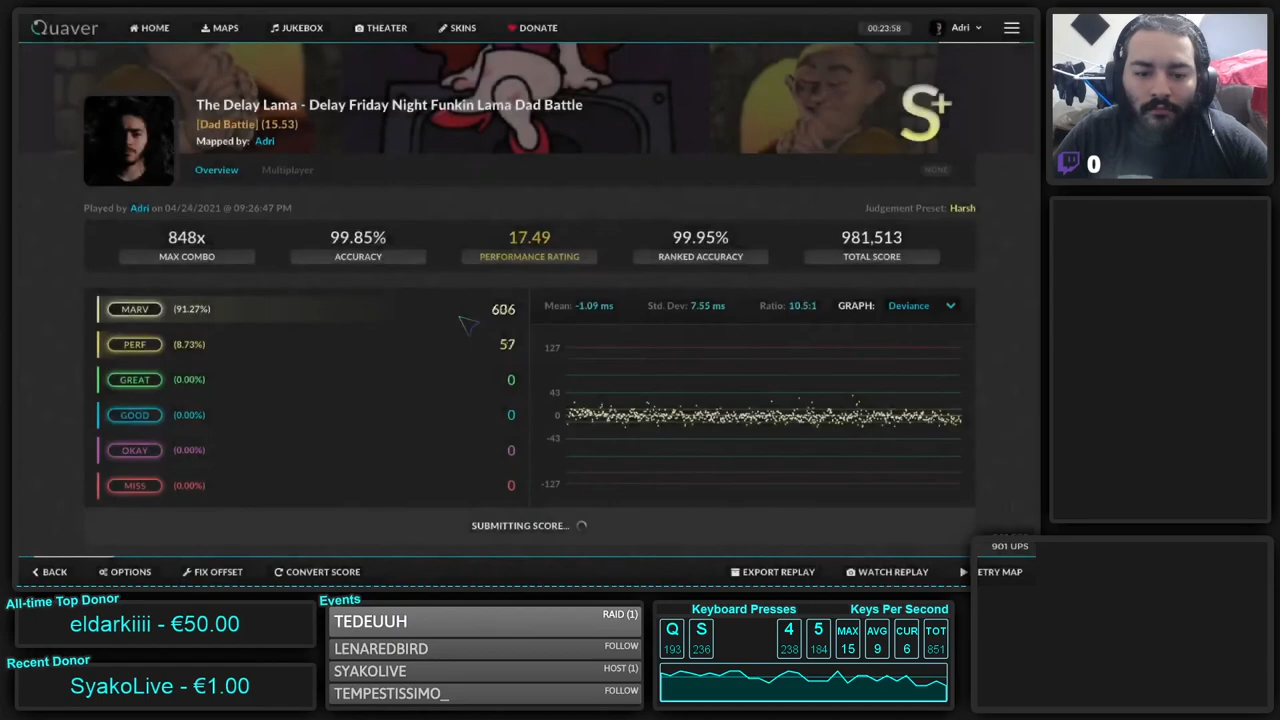 Quaver HOME MAPS JUKEBOX THEATER SKINS DONATE 00:23:58 Adri
The Delay Lama - Delay Friday Night Funkin Lama Dad Battle
[Dad Battle] (15.53)
Mapped by: Adri
S+
Overview Multiplayer NONE
Played by Adri on 04/24/2021 @ 09:26:47 PM Judgement Preset: Harsh
848x 99.85% 17.49 99.95% 981,513
MAX COMBO ACCURACY PERFORMANCE RATING RANKED ACCURACY TOTAL SCORE
MARV (91.27%) 606
PERF (8.73%) 57
GREAT (0.00%) 0
GOOD (0.00%) 0
OKAY (0.00%) 0
MISS (0.00%) 0
Mean: -1.09 ms Std. Dev: 7.55 ms Ratio: 10.5:1 GRAPH: Deviance
127
43
0
-43
-127
SUBMITTING SCORE...
901 UPS
BACK OPTIONS FIX OFFSET CONVERT SCORE EXPORT REPLAY WATCH REPLAY ETRY MAP
0
All-time Top Donor
eldarkiiii - €50.00
Recent Donor
SyakoLive - €1.00
Events
TEDEUUH RAID (1)
LENAREDBIRD FOLLOW
SYAKOLIVE HOST (1)
TEMPESTISSIMO_ FOLLOW
Keyboard Presses Keys Per Second
Q S 4 5 MAX AVG CUR TOT
193 236 238 184 15 9 6 851